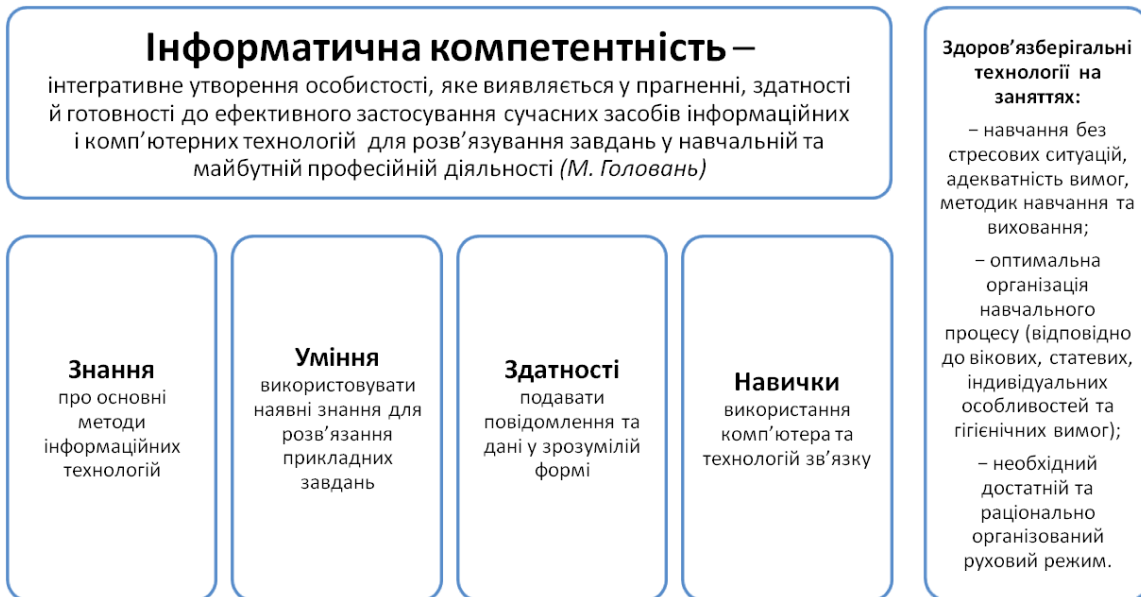 Інформатична компетентність –
інтегративне утворення особистості, яке виявляється у прагненні, здатності
й готовності до ефективного застосування сучасних засобів інформаційних
і комп’ютерних технологій для розв’язування завдань у навчальній та
майбутній професійній діяльності (М. Головань)
Знання
про основні
методи
інформаційних
технологій
Уміння
використовувати
наявні знання для
розв’язання
прикладних
завдань
Здатності
подавати
повідомлення та
дані у зрозумілій
формі
Навички
використання
комп’ютера та
технологій зв’язку
Здоров’язберігальні
технології на
заняттях:
– навчання без
стресових ситуацій,
адекватність вимог,
методик навчання та
виховання;
– оптимальна
організація
навчального
процесу (відповідно
до вікових, статевих,
індивідуальних
особливостей та
гігієнічних вимог);
– необхідний
достатній та
раціонально
організований
руховий режим.